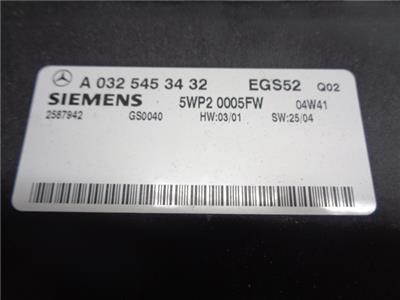 A 032 545 34 32 EGS52 Q02
SIEMENS 5WP2 0005FW 04W41
2587942 GS0040 HW:03/01 SW:25/04